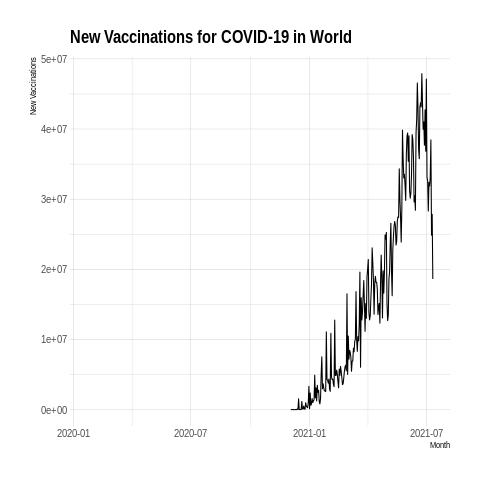 New Vaccinations for COVID-19 in World
New Vaccinations
5e+07
4e+07
3e+07
2e+07
1e+07
0e+00
2020-01
2020-07
2021-01
2021-07
Month